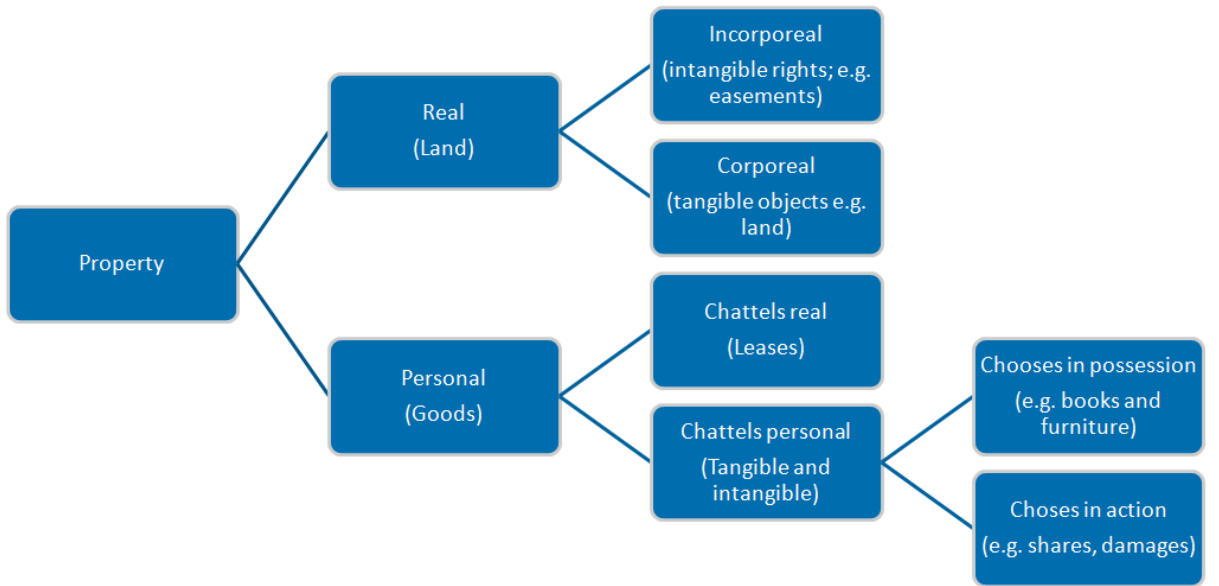 Property
Real
(Land)
Incorporeal
(intangible rights; e.g.
easements)
Corporeal
(tangible objects e.g.
land)
Personal
(Goods)
Chattels real
(Leases)
Chattels personal
(Tangible and
intangible)
Chooses in possession
(e.g. books and
furniture)
Choses in action
(e.g. shares, damages)